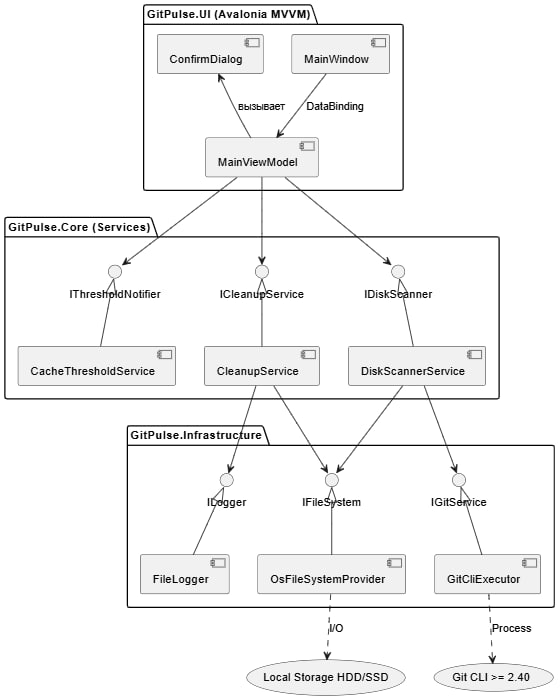 GitPulse.UI (Avalonia MVVM)
ConfirmDialog
MainWindow
вызывает
DataBinding
MainViewModel
GitPulse.Core (Services)
IThresholdNotifier
ICleanupService
IDiskScanner
CacheThresholdService
CleanupService
DiskScannerService
GitPulse.Infrastructure
ILogger
IFileSystem
IGitService
FileLogger
OsFileSystemProvider
GitCliExecutor
I/O
Process
Local Storage HDD/SSD
Git CLI >= 2.40